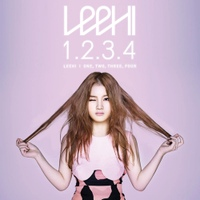 LEEHI
1.2.3.4
LEEHI / ONE, TWO, THREE, FOUR